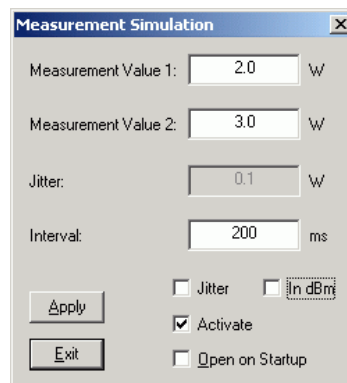 Measurement Simulation
Measurement Value 1: 2.0 W
Measurement Value 2: 3.0 W
Jitter: 0.1 W
Interval: 200 ms
Jitter In dBm
Apply
Activate
Exit
Open on Startup